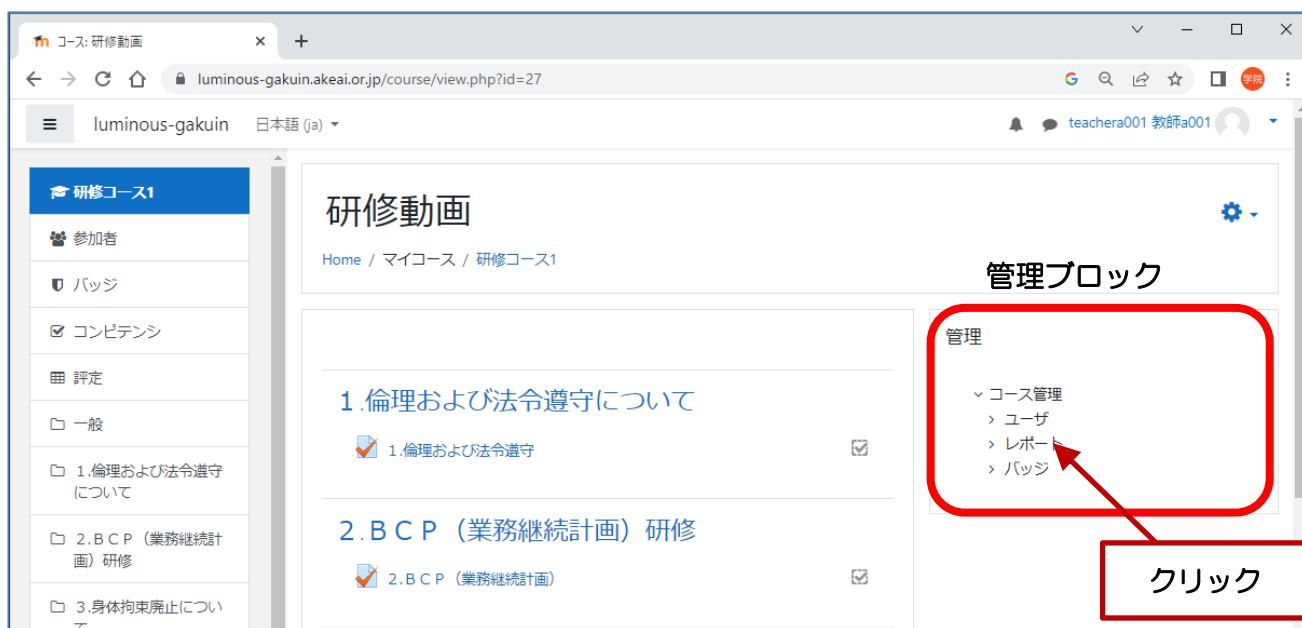 コース: 研修動画
luminous-gakuin.akeai.or.jp/course/view.php?id=27
学院
luminous-gakuin 日本語 (ja)
teachera001 教師a001
研修コース1
参加者
バッジ
コンピテンシ
評定
一般
1.倫理および法令遵守
について
2.ＢＣＰ（業務継続計
画）研修
3.身体拘束廃止につい
研修動画
Home / マイコース / 研修コース1
1.倫理および法令遵守について
1.倫理および法令遵守
2.ＢＣＰ（業務継続計画）研修
2.ＢＣＰ（業務継続計画）
管理ブロック
管理
コース管理
ユーザ
レポート
バッジ
クリック